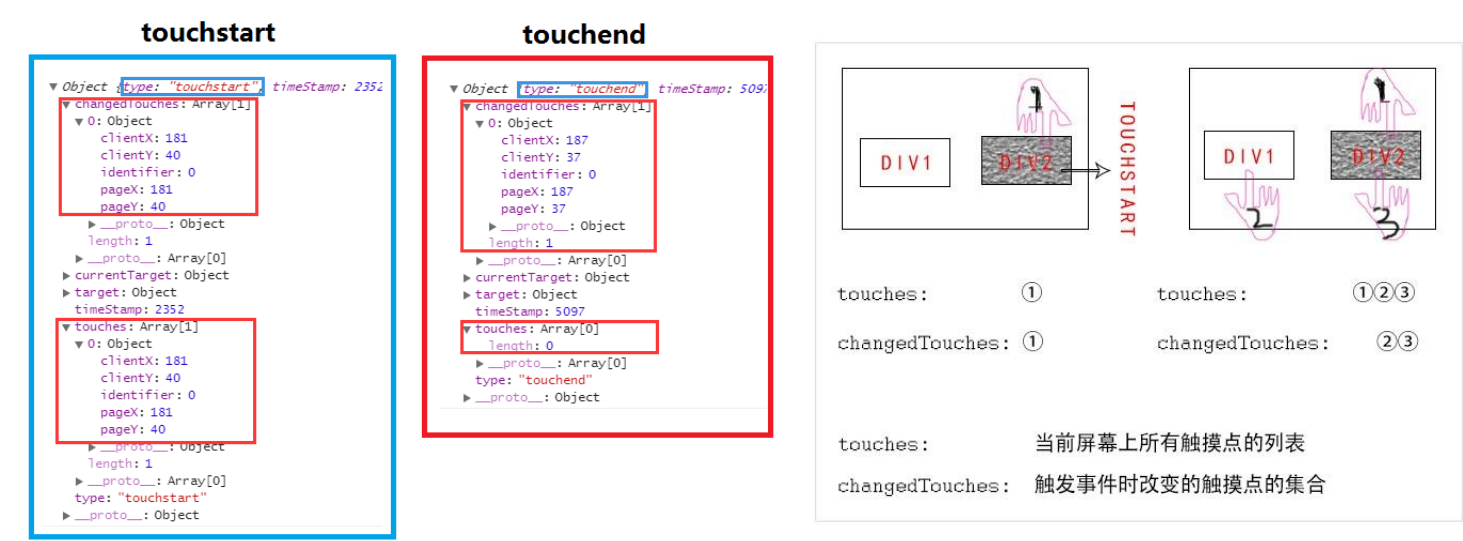 touchstart
▼ Object {type: "touchstart", timeStamp: 2352
▼ changedTouches: Array[1]
▼ 0: Object
clientX: 181
clientY: 40
identifier: 0
pageX: 181
pageY: 40
▶ __proto__: Object
length: 1
▶ __proto__: Array[0]
▶ currentTarget: Object
▶ target: Object
timeStamp: 2352
▼ touches: Array[1]
▼ 0: Object
clientX: 181
clientY: 40
identifier: 0
pageX: 181
pageY: 40
▶ __proto__: Object
length: 1
▶ __proto__: Array[0]
type: "touchstart"
▶ __proto__: Object
touchend
▼ Object {type: "touchend" timeStamp: 5097
▼ changedTouches: Array[1]
▼ 0: Object
clientX: 187
clientY: 37
identifier: 0
pageX: 187
pageY: 37
▶ __proto__: Object
length: 1
▶ __proto__: Array[0]
▶ currentTarget: Object
▶ target: Object
timeStamp: 5097
▼ touches: Array[0]
length: 0
▶ __proto__: Array[0]
type: "touchend"
▶ __proto__: Object
1
DIV1 DIV2
TOUCHSTART
1
DIV1 DIV2
2 3
touches: ① touches: ①②③
changedTouches: ① changedTouches: ②③
touches: 当前屏幕上所有触摸点的列表
changedTouches: 触发事件时改变的触摸点的集合